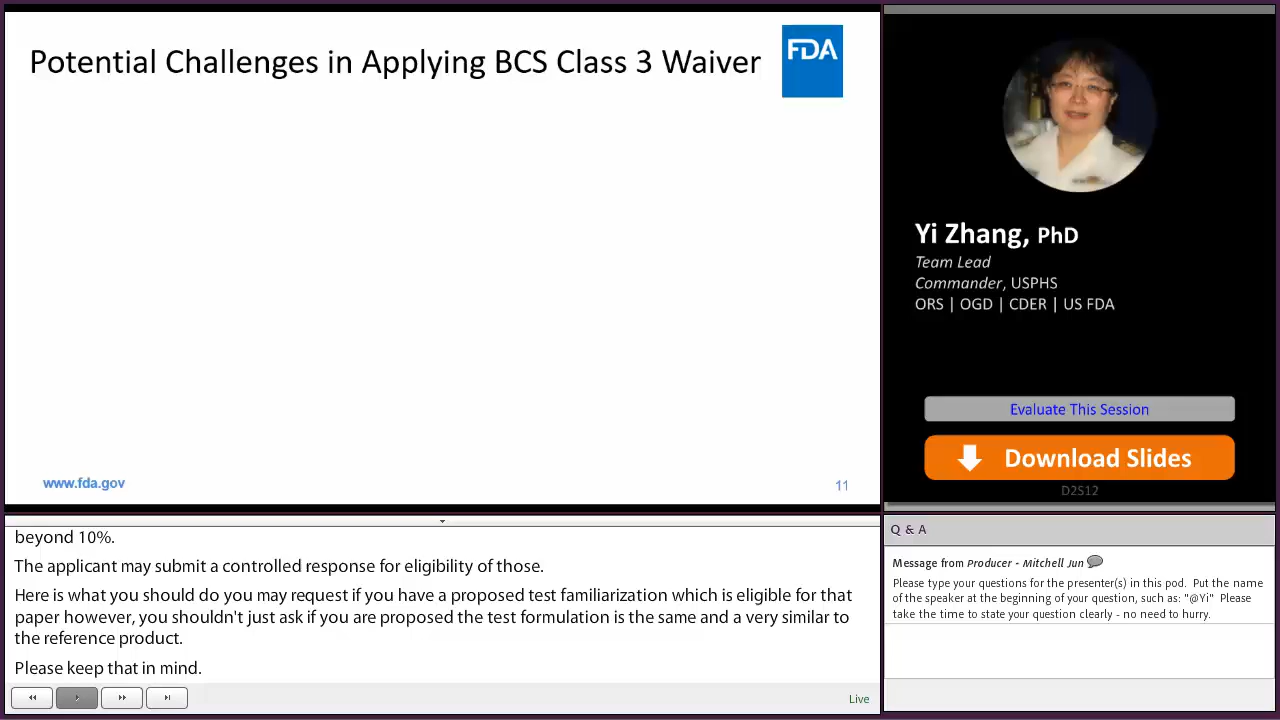 Potential Challenges in Applying BCS Class 3 Waiver
FDA
www.fda.gov
11
Yi Zhang, PhD
Team Lead
Commander, USPHS
ORS | OGD | CDER | US FDA
Evaluate This Session
Download Slides
D2S12
beyond 10%.
The applicant may submit a controlled response for eligibility of those.
Here is what you should do you may request if you have a proposed test familiarization which is eligible for that
paper however, you shouldn't just ask if you are proposed the test formulation is the same and a very similar to
the reference product.
Please keep that in mind.
Live
Q & A
Message from Producer - Mitchell Jun
Please type your questions for the presenter(s) in this pod. Put the name
of the speaker at the beginning of your question, such as: "@Yi" Please
take the time to state your question clearly - no need to hurry.